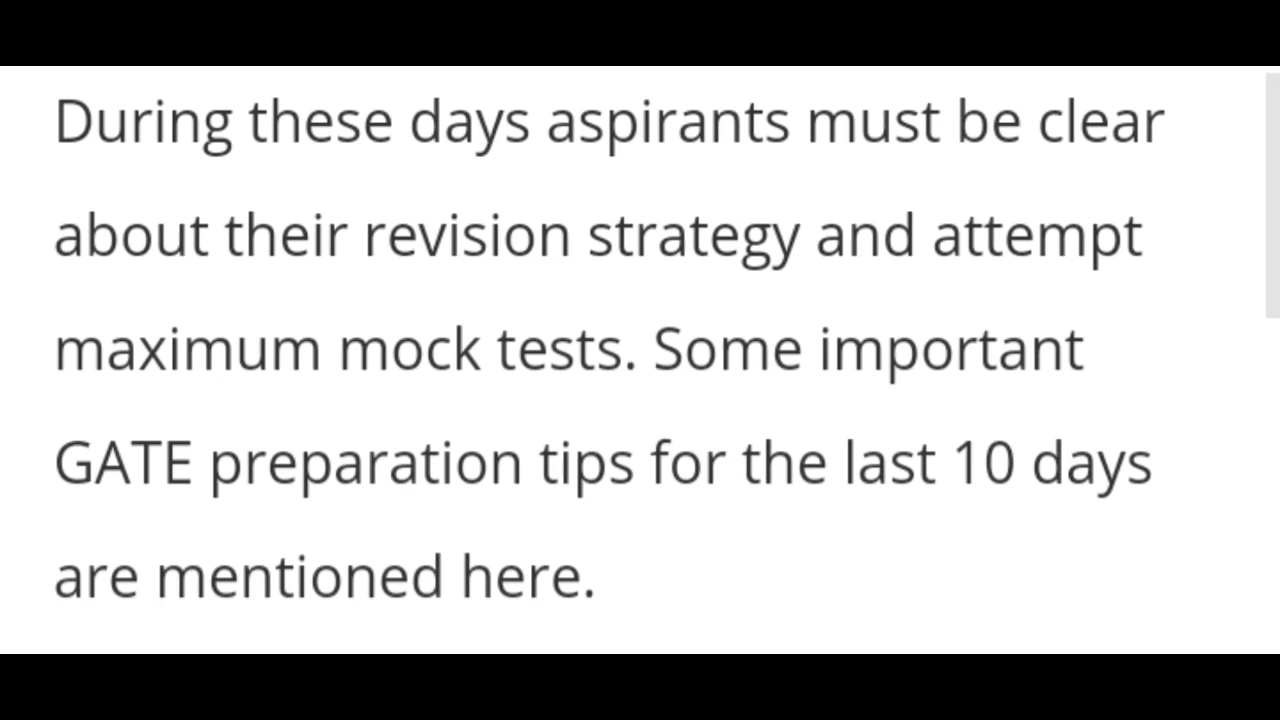 During these days aspirants must be clear
about their revision strategy and attempt
maximum mock tests. Some important
GATE preparation tips for the last 10 days
are mentioned here.